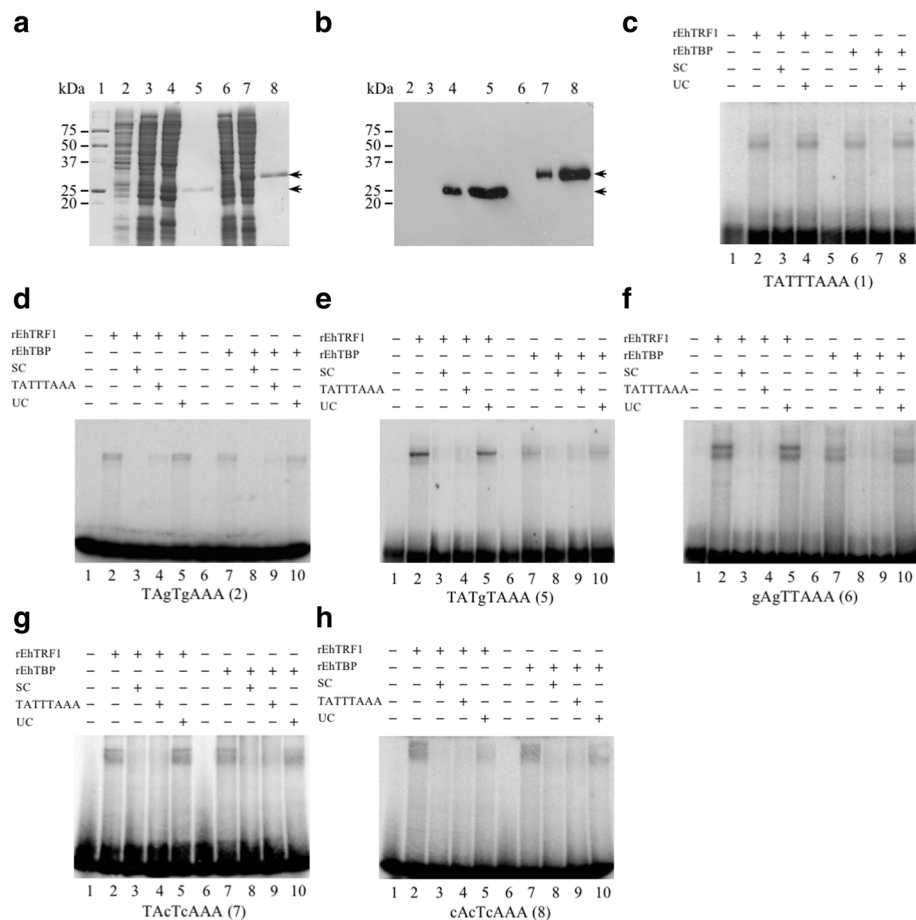 a
kDa 1 2 3 4 5 6 7 8
75
50
37
25
20
b
kDa 2 3 4 5 6 7 8
75
50
37
25
20
c
rEhTRF1 – + + + – – – –
rEhTBP – – – – – + + +
SC – – + – – – + –
UC – – – + – – – +
1 2 3 4 5 6 7 8
TATTTAAA (1)
d
rEhTRF1 – + + + + – – – – –
rEhTBP – – – – – – + + + +
SC – – + – – – – + – –
TATTTAAA – – – + – – – – + –
UC – – – – + – – – – +
1 2 3 4 5 6 7 8 9 10
TAgTgAAA (2)
e
rEhTRF1 – + + + + – – – – –
rEhTBP – – – – – – + + + +
SC – – + – – – – + – –
TATTTAAA – – – + – – – – + –
UC – – – – + – – – – +
1 2 3 4 5 6 7 8 9 10
TATgTAAA (5)
f
rEhTRF1 – + + + + – – – – –
rEhTBP – – – – – – + + + +
SC – – + – – – – + – –
TATTTAAA – – – + – – – – + –
UC – – – – + – – – – +
1 2 3 4 5 6 7 8 9 10
gAgTTAAA (6)
g
rEhTRF1 – + + + + – – – – –
rEhTBP – – – – – – + + + +
SC – – + – – – – + – –
TATTTAAA – – – + – – – – + –
UC – – – – + – – – – +
1 2 3 4 5 6 7 8 9 10
TAcTcAAA (7)
h
rEhTRF1 – + + + + – – – – –
rEhTBP – – – – – – + + + +
SC – – + – – – – + – –
TATTTAAA – – – + – – – – + –
UC – – – – + – – – – +
1 2 3 4 5 6 7 8 9 10
cAcTcAAA (8)